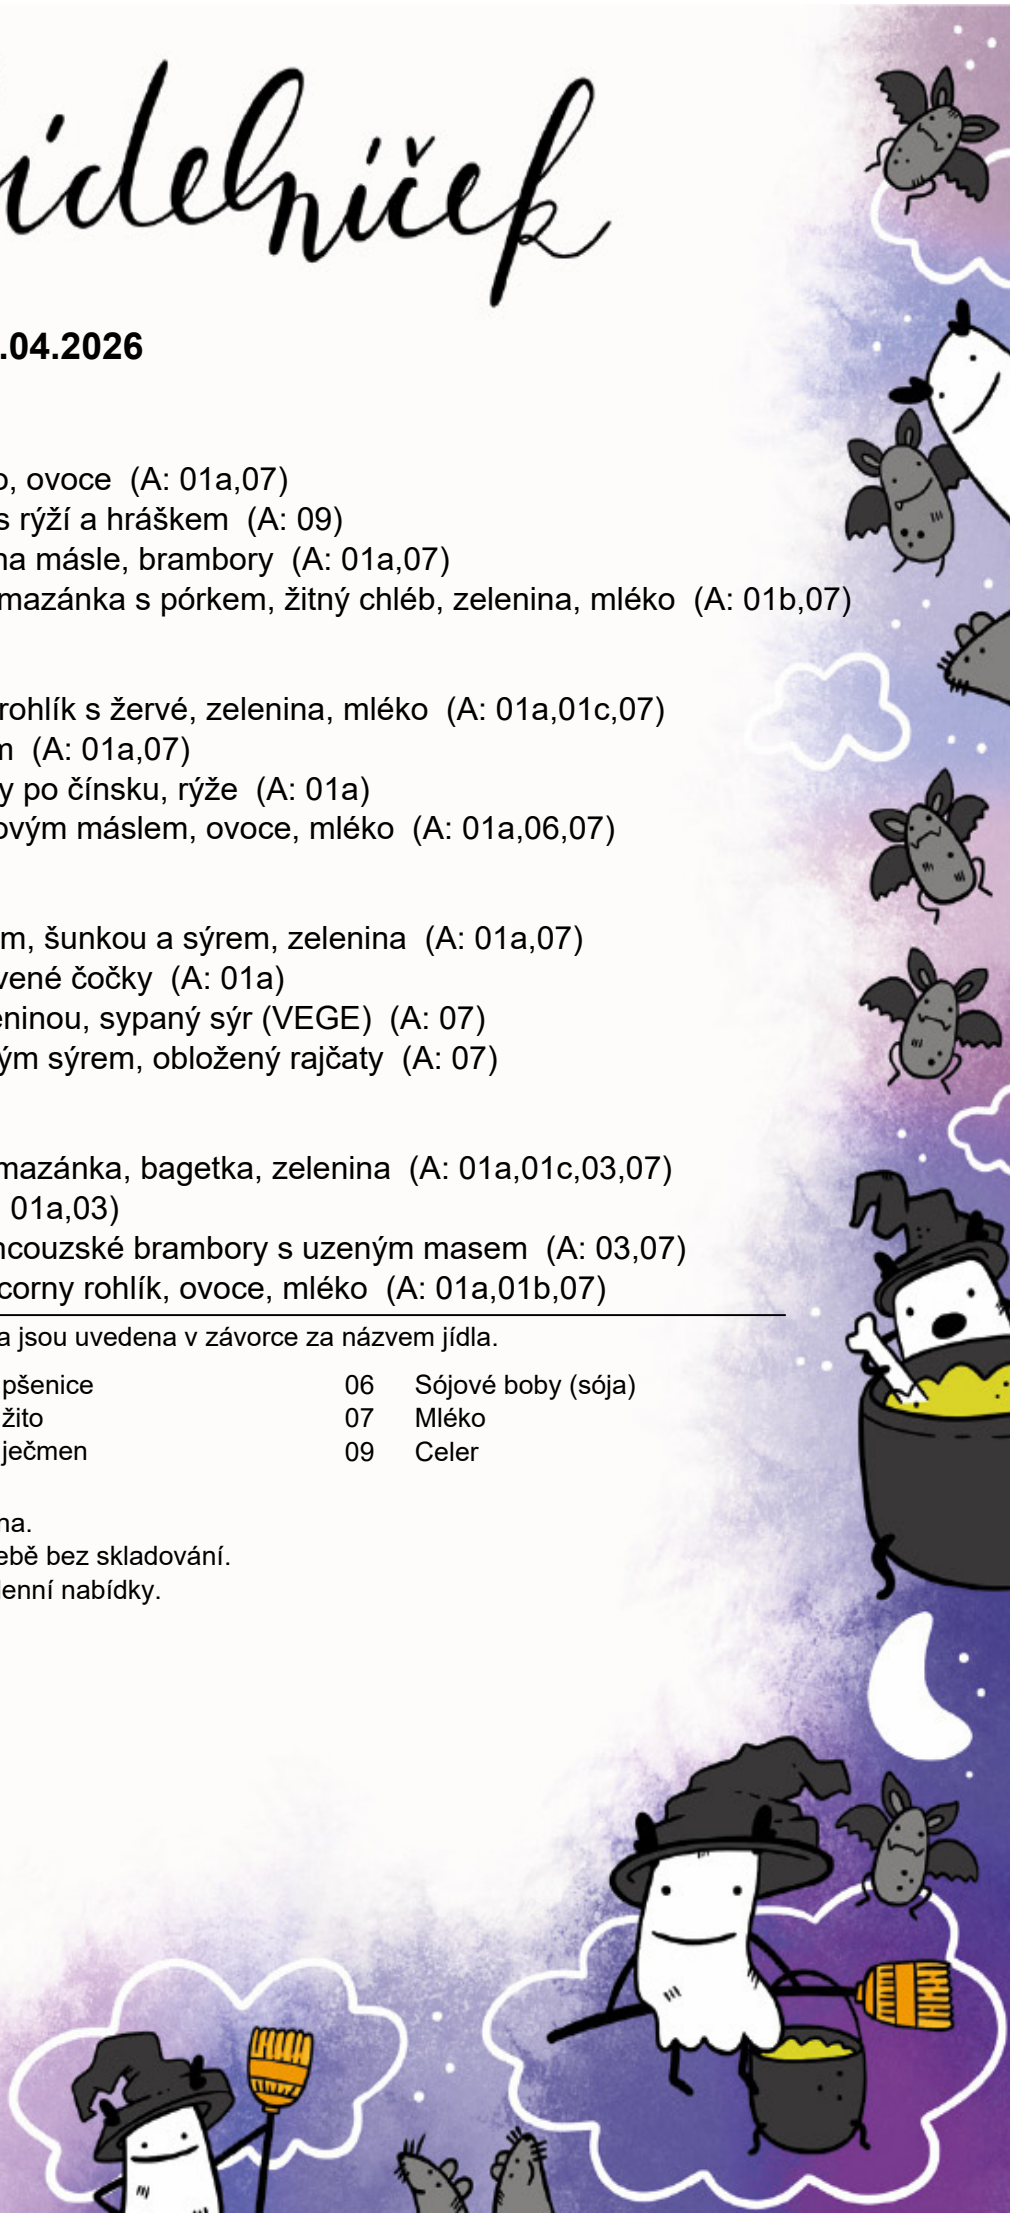 ídelníček
.04.2026
, ovoce (A: 01a,07)
s rýží a hráškem (A: 09)
na másle, brambory (A: 01a,07)
mazánka s pórkem, žitný chléb, zelenina, mléko (A: 01b,07)
rohlík s žervé, zelenina, mléko (A: 01a,01c,07)
m (A: 01a,07)
y po čínsku, rýže (A: 01a)
ovým máslem, ovoce, mléko (A: 01a,06,07)
m, šunkou a sýrem, zelenina (A: 01a,07)
vené čočky (A: 01a)
eninou, sypaný sýr (VEGE) (A: 07)
ým sýrem, obložený rajčaty (A: 07)
mazánka, bagetka, zelenina (A: 01a,01c,03,07)
01a,03)
ncouzské brambory s uzeným masem (A: 03,07)
corny rohlík, ovoce, mléko (A: 01a,01b,07)
a jsou uvedena v závorce za názvem jídla.
pšenice 06 Sójové boby (sója)
žito 07 Mléko
ječmen 09 Celer
na.
ebě bez skladování.
denní nabídky.